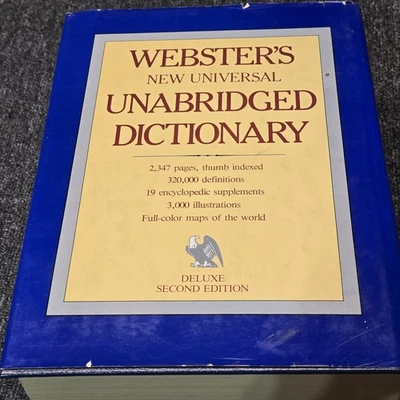 WEBSTER'S
NEW UNIVERSAL
UNABRIDGED
DICTIONARY
2,347 pages, thumb indexed
320,000 definitions
19 encyclopedic supplements
3,000 illustrations
Full-color maps of the world
DELUXE
SECOND EDITION